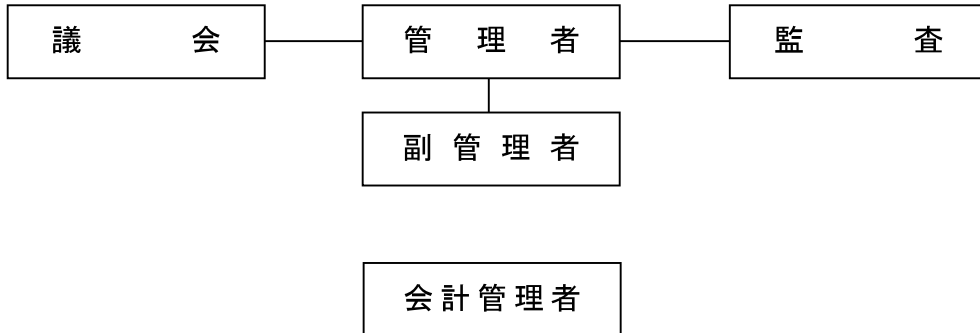 議会 管理者 監査
副管理者
会計管理者